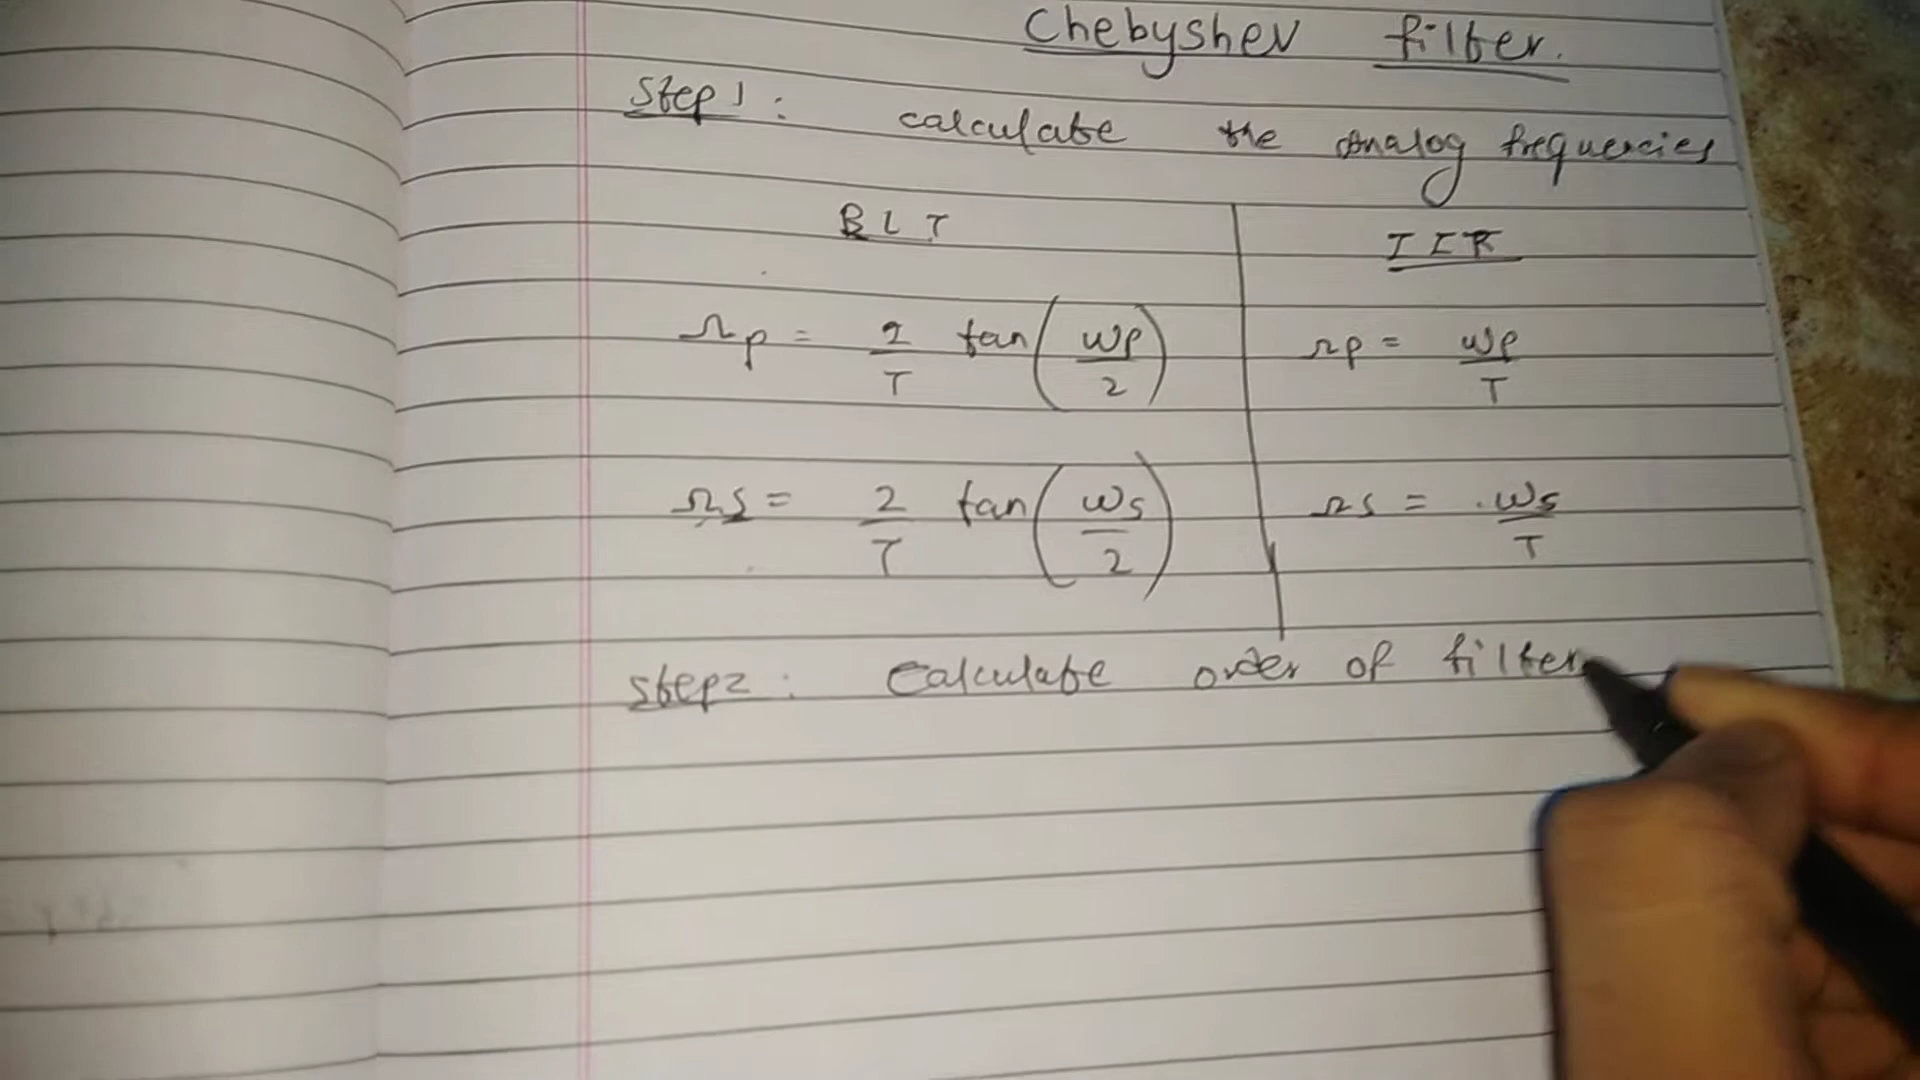 Chebyshev filter.
Step 1 : calculate the Analog frequencies
BLT IIR
Ωp = 2/T tan(ωp/2) Ωp = ωp/T
Ωs = 2/T tan(ωs/2) Ωs = ωs/T
Step2 : Calculate order of filter